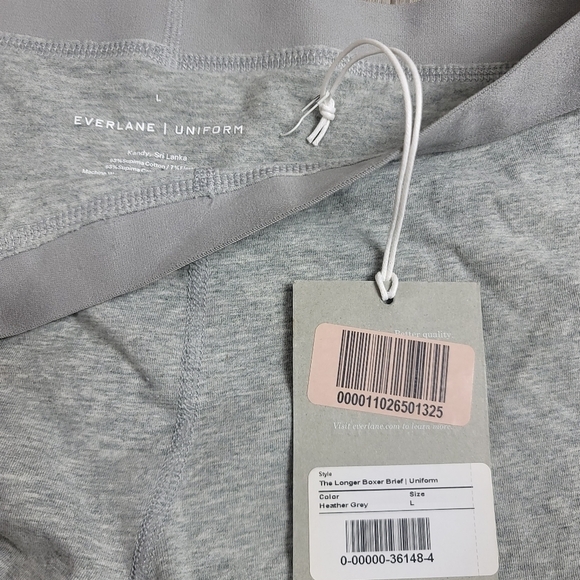 L
EVERLANE | UNIFORM
Kandy, Sri Lanka
Better quality
000011026501325
Visit everlane.com to learn more.
Style
The Longer Boxer Brief | Uniform
Color Size
Heather Grey L
0-00000-36148-4